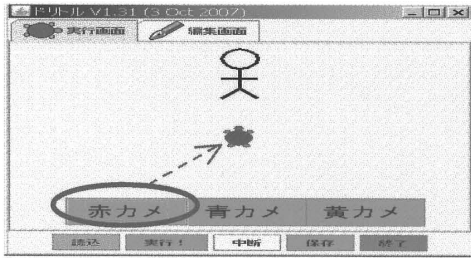 ドリトル V1.31 (3 Oct 2007)
実行画面
編集画面
赤カメ
青カメ
黄カメ
読込
実行！
中断
保存
終了